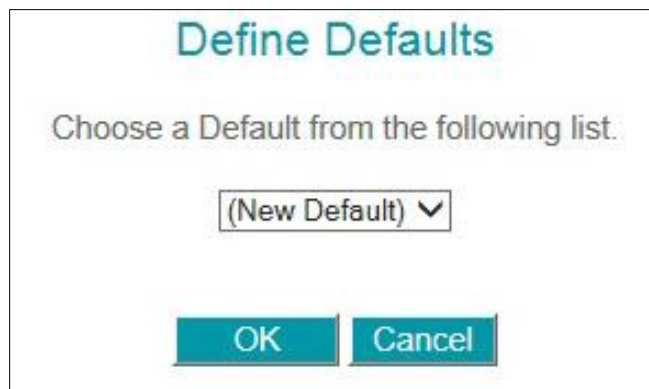 Define Defaults
Choose a Default from the following list.
(New Default)
OK Cancel